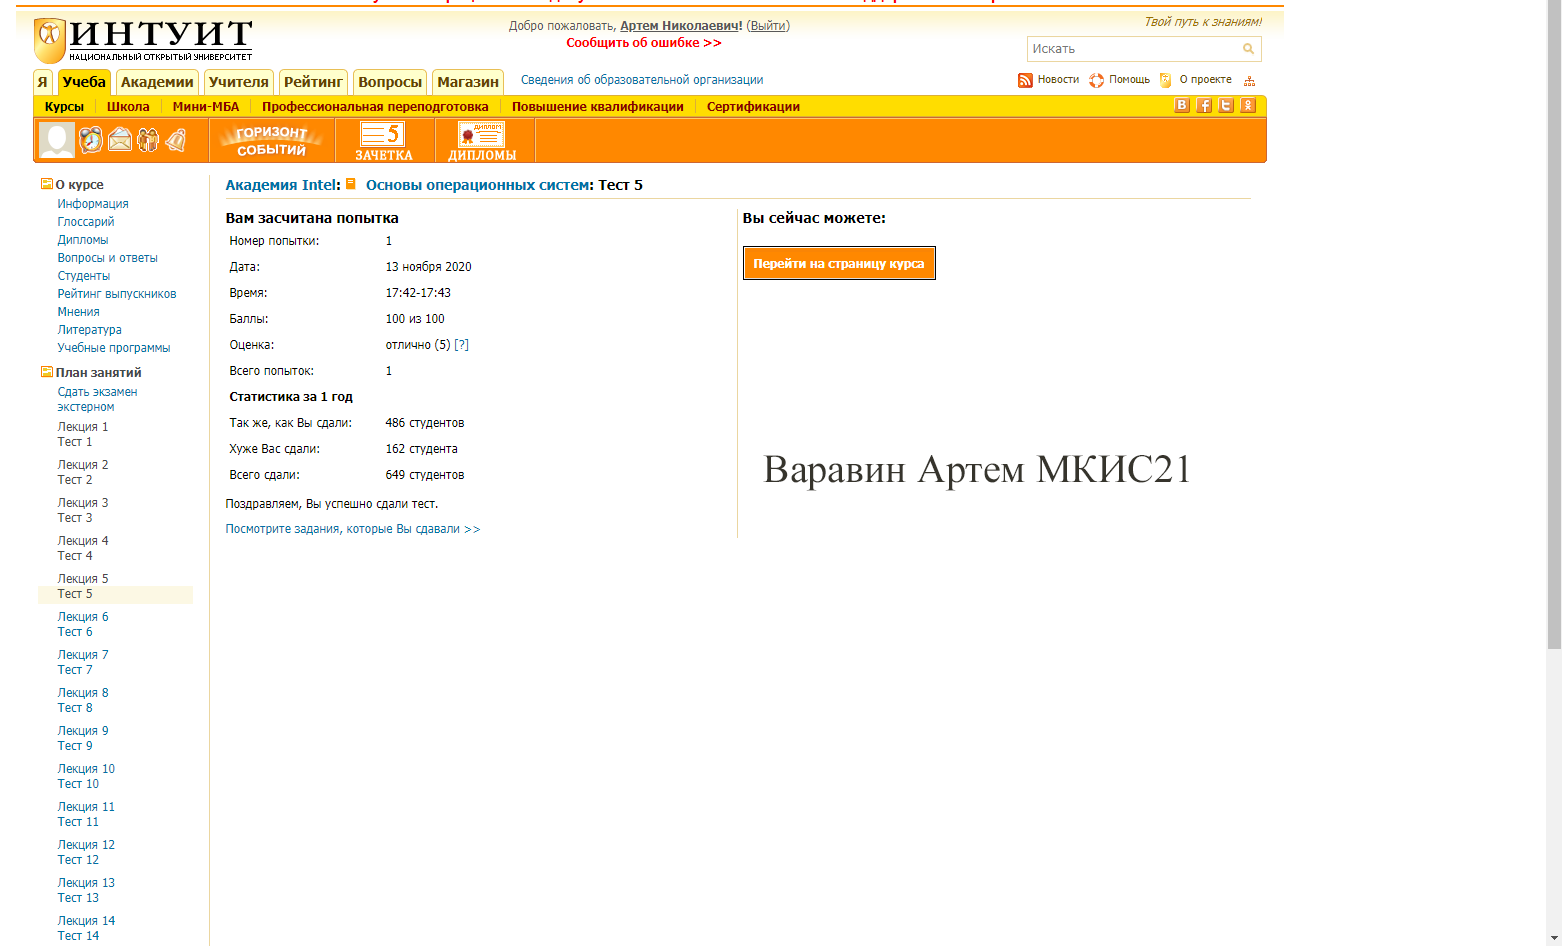 ИНТУИТ
НАЦИОНАЛЬНЫЙ ОТКРЫТЫЙ УНИВЕРСИТЕТ
Добро пожаловать, Артем Николаевич! (Выйти)
Сообщить об ошибке >>
Твой путь к знаниям!
Искать
Я Учеба Академии Учителя Рейтинг Вопросы Магазин Сведения об образовательной организации
Новости Помощь О проекте
Курсы Школа Мини-МБА Профессиональная переподготовка Повышение квалификации Сертификации
ГОРИЗОНТ СОБЫТИЙ
5 ЗАЧЕТКА
ДИПЛОМ
ДИПЛОМЫ
О курсе
Информация
Глоссарий
Дипломы
Вопросы и ответы
Студенты
Рейтинг выпускников
Мнения
Литература
Учебные программы
План занятий
Сдать экзамен
экстерном
Лекция 1
Тест 1
Лекция 2
Тест 2
Лекция 3
Тест 3
Лекция 4
Тест 4
Лекция 5
Тест 5
Лекция 6
Тест 6
Лекция 7
Тест 7
Лекция 8
Тест 8
Лекция 9
Тест 9
Лекция 10
Тест 10
Лекция 11
Тест 11
Лекция 12
Тест 12
Лекция 13
Тест 13
Лекция 14
Тест 14
Академия Intel: Основы операционных систем: Тест 5
Вам засчитана попытка
Номер попытки: 1
Дата: 13 ноября 2020
Время: 17:42-17:43
Баллы: 100 из 100
Оценка: отлично (5) [?]
Всего попыток: 1
Статистика за 1 год
Так же, как Вы сдали: 486 студентов
Хуже Вас сдали: 162 студента
Всего сдали: 649 студентов
Поздравляем, Вы успешно сдали тест.
Посмотрите задания, которые Вы сдавали >>
Вы сейчас можете:
Перейти на страницу курса
Варавин Артем МКИС21